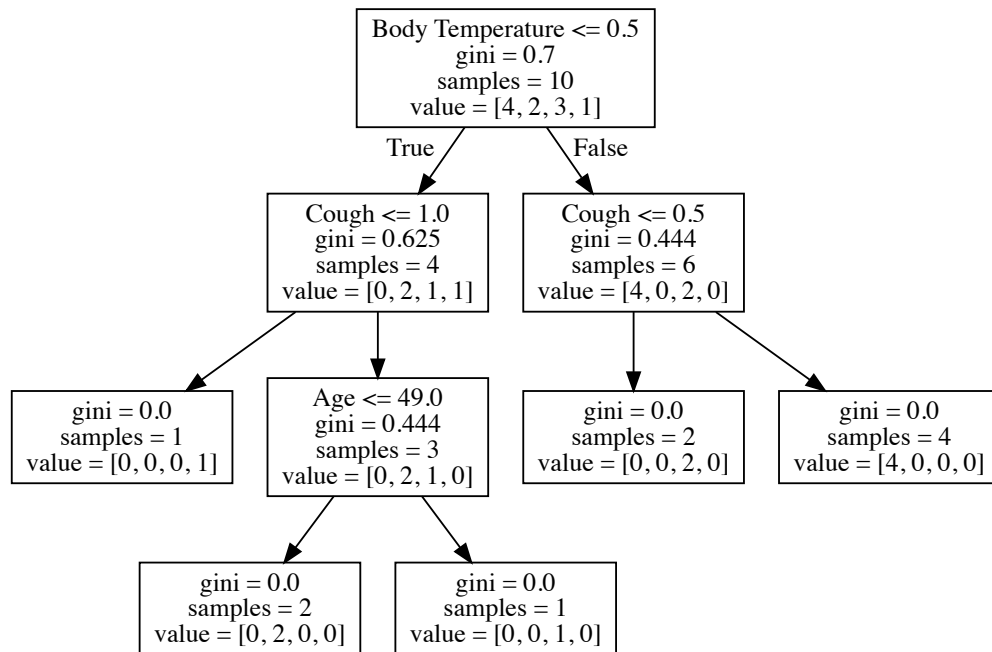 Body Temperature <= 0.5
gini = 0.7
samples = 10
value = [4, 2, 3, 1]
True
False
Cough <= 1.0
gini = 0.625
samples = 4
value = [0, 2, 1, 1]
Cough <= 0.5
gini = 0.444
samples = 6
value = [4, 0, 2, 0]
gini = 0.0
samples = 1
value = [0, 0, 0, 1]
Age <= 49.0
gini = 0.444
samples = 3
value = [0, 2, 1, 0]
gini = 0.0
samples = 2
value = [0, 0, 2, 0]
gini = 0.0
samples = 4
value = [4, 0, 0, 0]
gini = 0.0
samples = 2
value = [0, 2, 0, 0]
gini = 0.0
samples = 1
value = [0, 0, 1, 0]